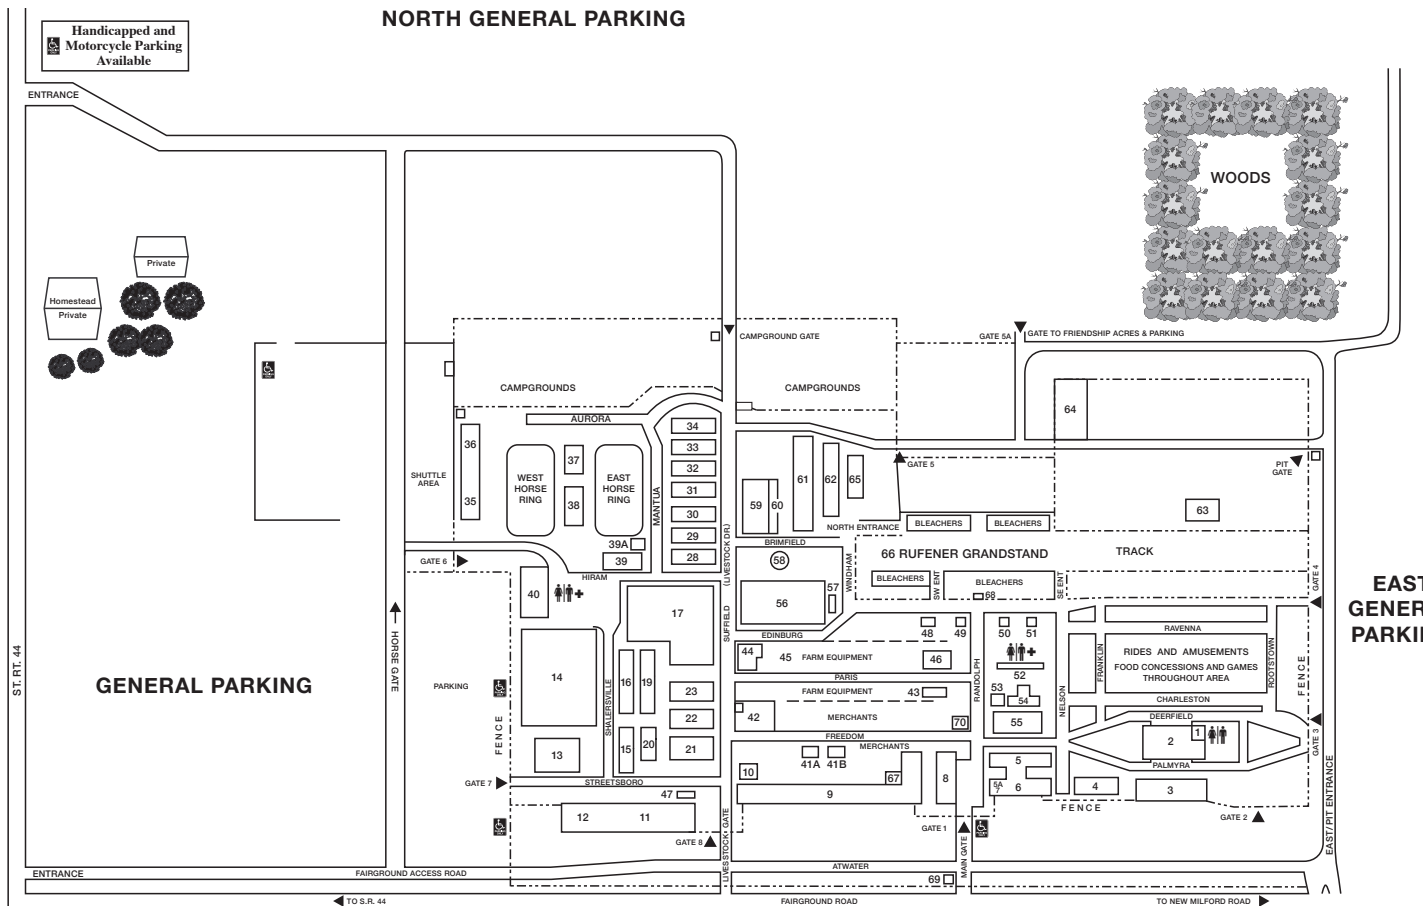 NORTH GENERAL PARKING
Handicapped and
Motorcycle Parking
Available
ENTRANCE
WOODS
Private
Homestead
Private
CAMPGROUND GATE
GATE 5A
GATE TO FRIENDSHIP ACRES & PARKING
CAMPGROUNDS
CAMPGROUNDS
AURORA
64
34
33
32
31
30
29
28
36
35
SHUTTLE
AREA
WEST
HORSE
RING
37
38
EAST
HORSE
RING
MANTUA
39A
39
61
62
65
59
60
GATE 5
PIT
GATE
63
NORTH ENTRANCE
BLEACHERS
BLEACHERS
BRIMFIELD
58
WINDHAM
66 RUFENER GRANDSTAND
TRACK
BLEACHERS
SW ENT
BLEACHERS
68
SE ENT
GATE 4
GATE 6
HIRAM
40
17
SUFFIELD
(LIVESTOCK DR.)
56
57
EDINBURG
48
49
50
51
RAVENNA
EAST
GENER
PARKIN
HORSE GATE
ST. RT. 44
GENERAL PARKING
PARKING
FENCE
14
16
19
SHALERSVILLE
23
22
21
15
20
13
44
45
FARM EQUIPMENT
46
PARIS
FARM EQUIPMENT
43
42
MERCHANTS
70
FREEDOM
RANDOLPH
52
53
54
55
NELSON
FRANKLIN
RIDES AND AMUSEMENTS
FOOD CONCESSIONS AND GAMES
THROUGHOUT AREA
ROOTSTOWN
FENCE
CHARLESTON
DEERFIELD
2
1
PALMYRA
GATE 3
MERCHANTS
41A
41B
10
67
9
8
5
5A
7
6
4
3
FENCE
GATE 2
EAST/PIT ENTRANCE
GATE 7
STREETSBORO
47
12
11
GATE 8
LIVESTOCK GATE
GATE 1
MAIN GATE
ATWATER
69
ENTRANCE
FAIRGROUND ACCESS ROAD
TO S.R. 44
FAIRGROUND ROAD
TO NEW MILFORD ROAD